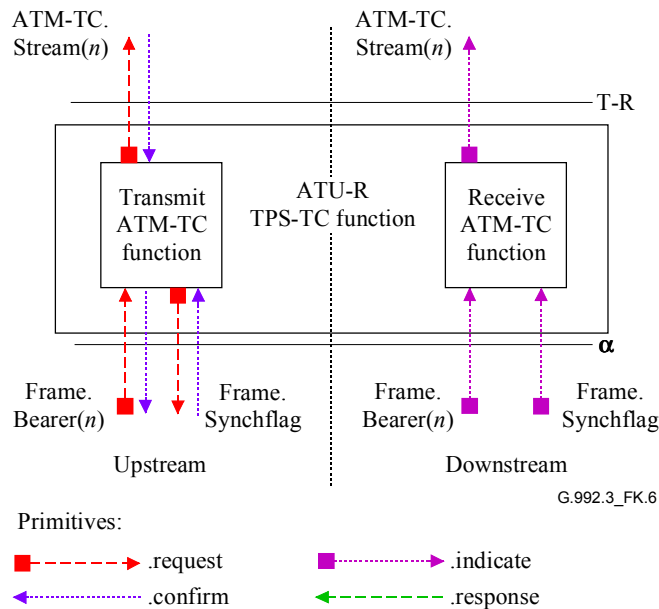 ATM-TC.
Stream(n)
ATM-TC.
Stream(n)
T-R
Transmit
ATM-TC
function
ATU-R
TPS-TC function
Receive
ATM-TC
function
α
Frame.
Bearer(n)
Frame.
Synchflag
Frame.
Bearer(n)
Frame.
Synchflag
Upstream
Downstream
G.992.3_FK.6
Primitives:
.request
.indicate
.confirm
.response